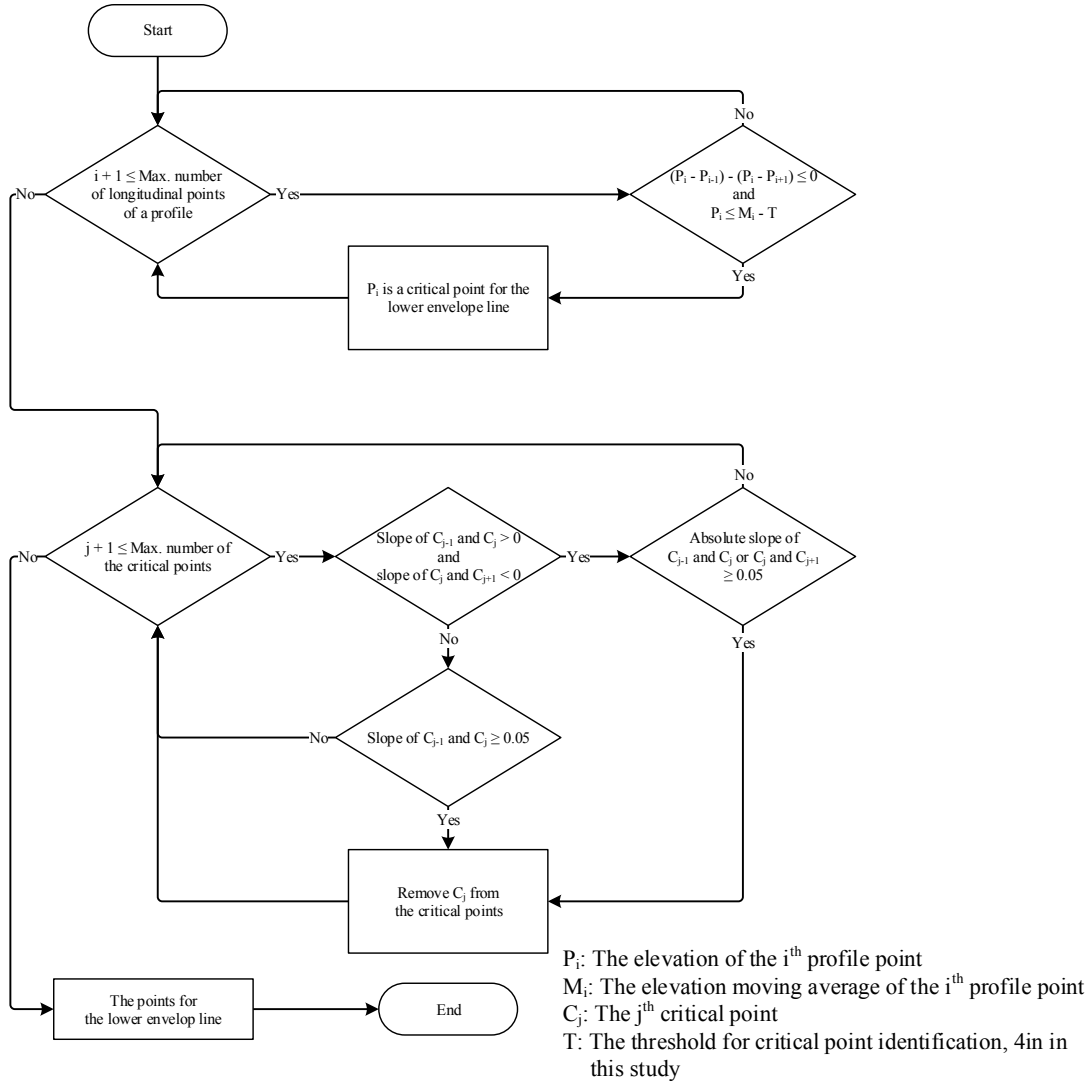 Start
No
No
i + 1 ≤ Max. number
of longitudinal points
of a profile
Yes
(Pi - Pi-1) - (Pi - Pi+1) ≤ 0
and
Pi ≤ Mi - T
Yes
Pi is a critical point for the
lower envelope line
No
No
j + 1 ≤ Max. number of
the critical points
Yes
Slope of Cj-1 and Cj > 0
and
slope of Cj and Cj+1 < 0
Yes
Absolute slope of
Cj-1 and Cj or Cj and Cj+1
≥ 0.05
No
Yes
No
Slope of Cj-1 and Cj ≥ 0.05
Yes
Remove Cj from
the critical points
The points for
the lower envelop line
End
Pi: The elevation of the ith profile point
Mi: The elevation moving average of the ith profile point
Cj: The jth critical point
T: The threshold for critical point identification, 4in in
this study